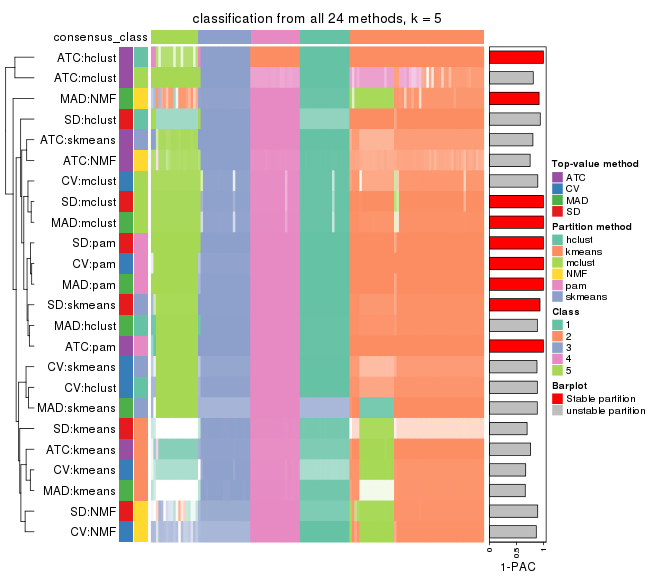 classification from all 24 methods, k = 5
consensus_class
ATC:hclust
ATC:mclust
MAD:NMF
SD:hclust
ATC:skmeans
ATC:NMF
CV:mclust
SD:mclust
MAD:mclust
SD:pam
CV:pam
MAD:pam
SD:skmeans
MAD:hclust
ATC:pam
CV:skmeans
CV:hclust
MAD:skmeans
SD:kmeans
ATC:kmeans
CV:kmeans
MAD:kmeans
SD:NMF
CV:NMF
0
0.5
1
1-PAC
Top-value method
ATC
CV
MAD
SD
Partition method
hclust
kmeans
mclust
NMF
pam
skmeans
Class
1
2
3
4
5
Barplot
Stable partition
unstable partition